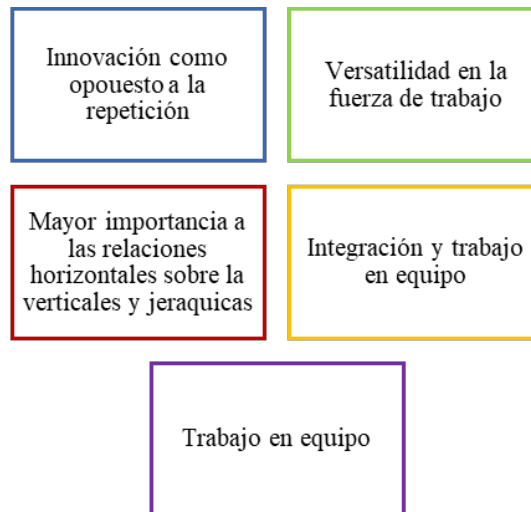 Innovación como
opouesto a la
repetición
Versatilidad en la
fuerza de trabajo
Mayor importancia a
las relaciones
horizontales sobre la
verticales y jeraquicas
Integración y trabajo
en equipo
Trabajo en equipo